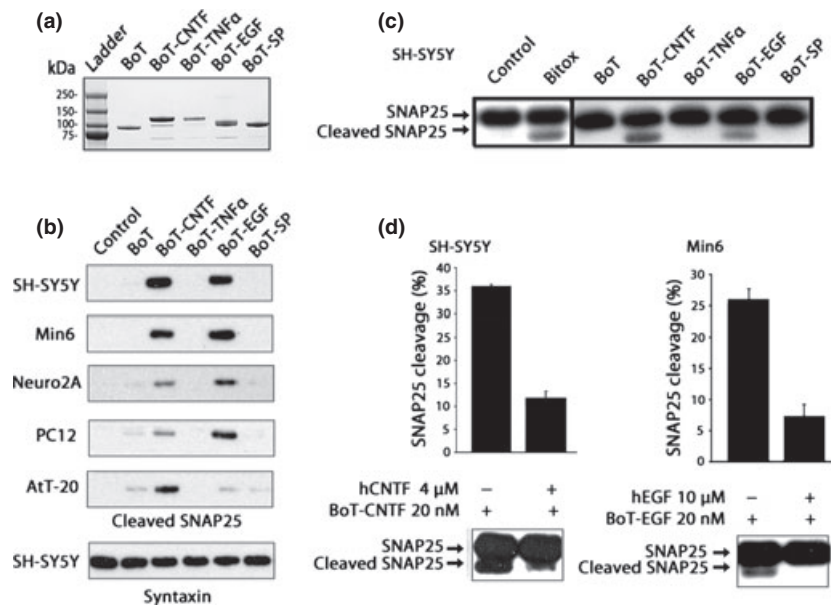 (a)
Ladder BoT BoT-CNTF BoT-TNFα BoT-EGF BoT-SP
kDa
250-
150-
100-
75-
(b)
Control BoT BoT-CNTF BoT-TNFα BoT-EGF BoT-SP
SH-SY5Y
Min6
Neuro2A
PC12
AtT-20
Cleaved SNAP25
SH-SY5Y
Syntaxin
(c)
Control Bitox BoT BoT-CNTF BoT-TNFα BoT-EGF BoT-SP
SH-SY5Y
SNAP25
Cleaved SNAP25
(d)
SH-SY5Y
SNAP25 cleavage (%)
40
35
30
25
20
15
10
5
0
hCNTF 4 μM – +
BoT-CNTF 20 nM + +
SNAP25
Cleaved SNAP25
Min6
SNAP25 cleavage (%)
30
25
20
15
10
5
0
hEGF 10 μM – +
BoT-EGF 20 nM + +
SNAP25
Cleaved SNAP25